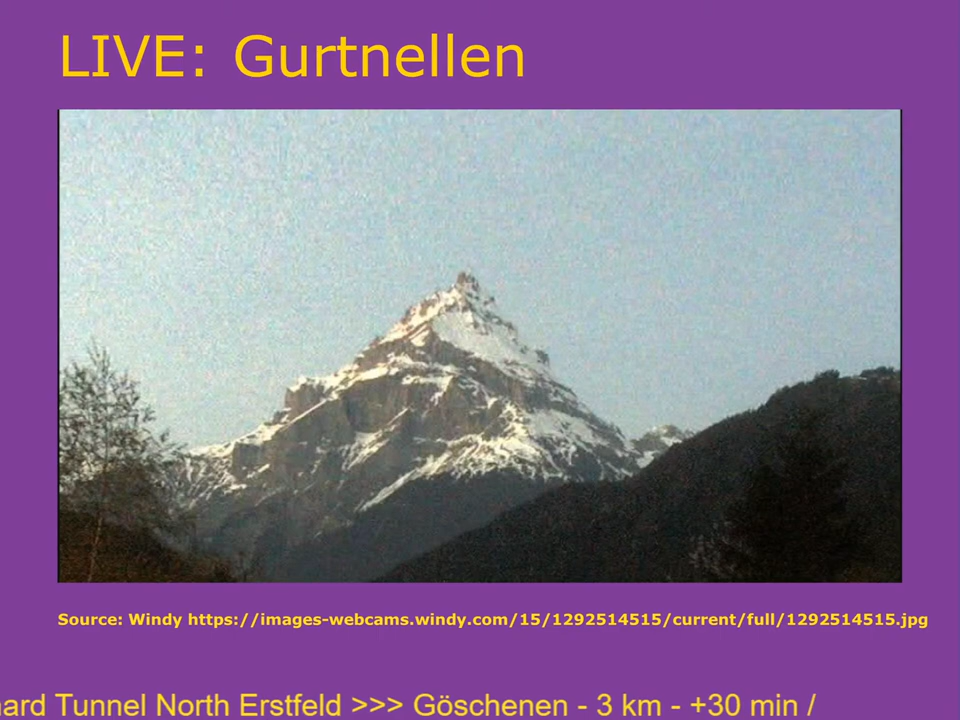 LIVE: Gurtnellen
Source: Windy https://images-webcams.windy.com/15/1292514515/current/full/1292514515.jpg
Tunnel North Erstfeld >>> Göschenen - 3 km - +30 min /